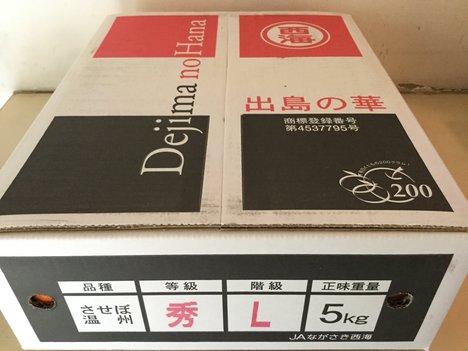 Dejima no Hana
西海
出島の華
商標登録番号
第4537795号
200
品種
等級
階級
正味重量
させぼ
温州
秀
L
5kg
JAながさき西海